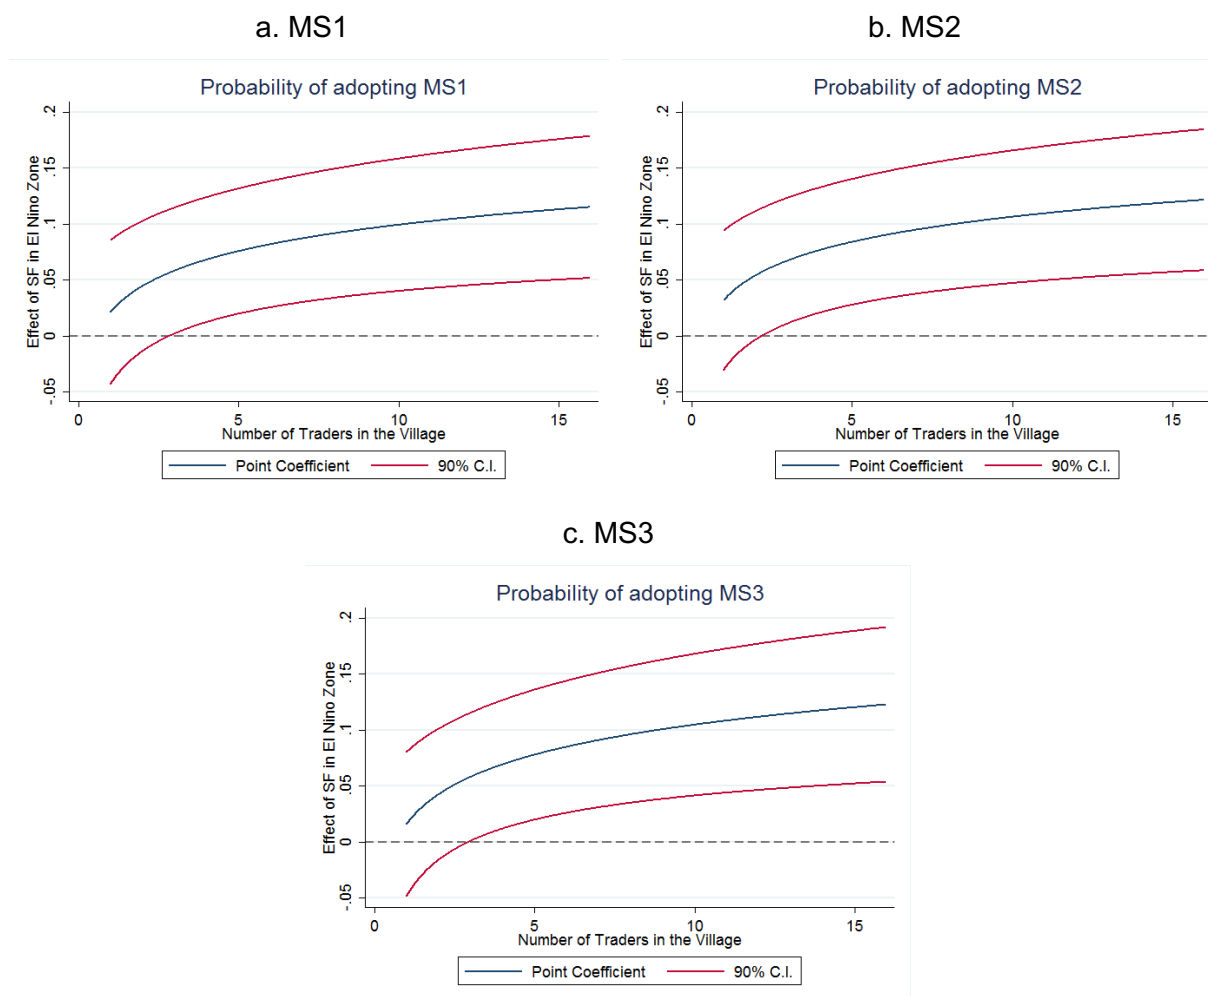 a. MS1
b. MS2
Probability of adopting MS1
Effect of SF in El Nino Zone
.2
.15
.1
.05
0
-.05
0
5
10
15
Number of Traders in the Village
Point Coefficient
90% C.I.
Probability of adopting MS2
Effect of SF in El Nino Zone
.2
.15
.1
.05
0
-.05
0
5
10
15
Number of Traders in the Village
Point Coefficient
90% C.I.
c. MS3
Probability of adopting MS3
Effect of SF in El Nino Zone
.2
.15
.1
.05
0
-.05
0
5
10
15
Number of Traders in the Village
Point Coefficient
90% C.I.